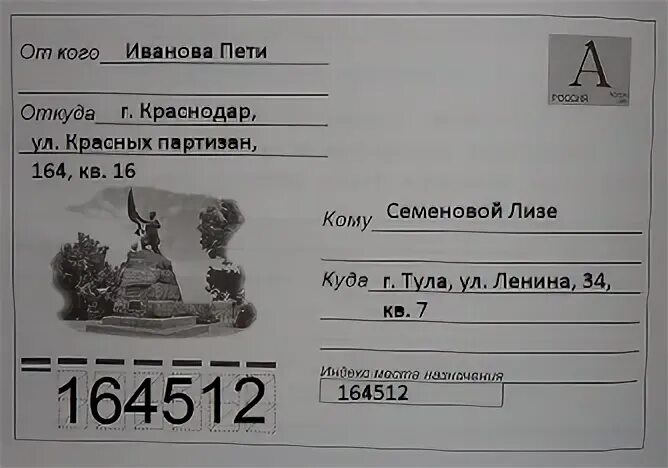 От кого Иванова Пети
Откуда г. Краснодар,
ул. Красных партизан,
164, кв. 16
А
РОССИЯ
Кому Семеновой Лизе
Куда г. Тула, ул. Ленина, 34,
кв. 7
Индекс места назначения
164512
164512